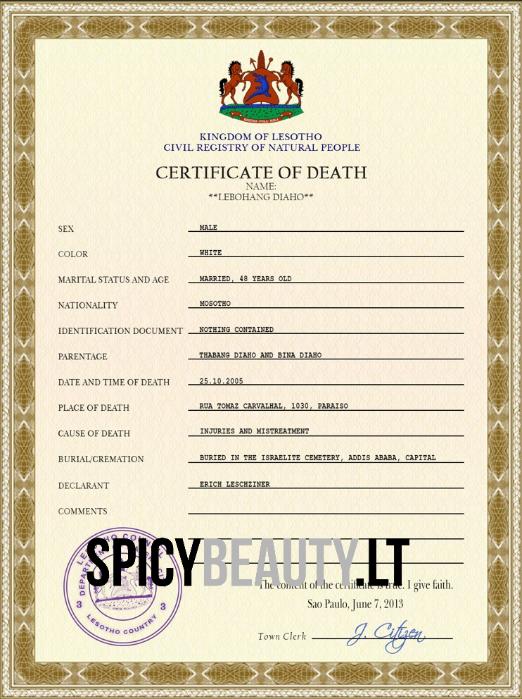 KINGDOM OF LESOTHO
CIVIL REGISTRY OF NATURAL PEOPLE
CERTIFICATE OF DEATH
NAME:
**LEBOHANG DIAHO**
SEX MALE
COLOR WHITE
MARITAL STATUS AND AGE MARRIED, 48 YEARS OLD
NATIONALITY MOSOTHO
IDENTIFICATION DOCUMENT NOTHING CONTAINED
PARENTAGE THABANG DIAHO AND BINA DIAHO
DATE AND TIME OF DEATH 25.10.2005
PLACE OF DEATH RUA TOMAZ CARVALHAL, 1030, PARAISO
CAUSE OF DEATH INJURIES AND MISTREATMENT
BURIAL/CREMATION BURIED IN THE ISRAELITE CEMETERY, ADDIS ABABA, CAPITAL
DECLARANT ERICH LESCHZINER
COMMENTS
SPICYBEAUTY.LT
The content of the certificate is true. I give faith.
Sao Paulo, June 7, 2013
Town Clerk J. Citizen
3 LESOTHO COUNTRY 3